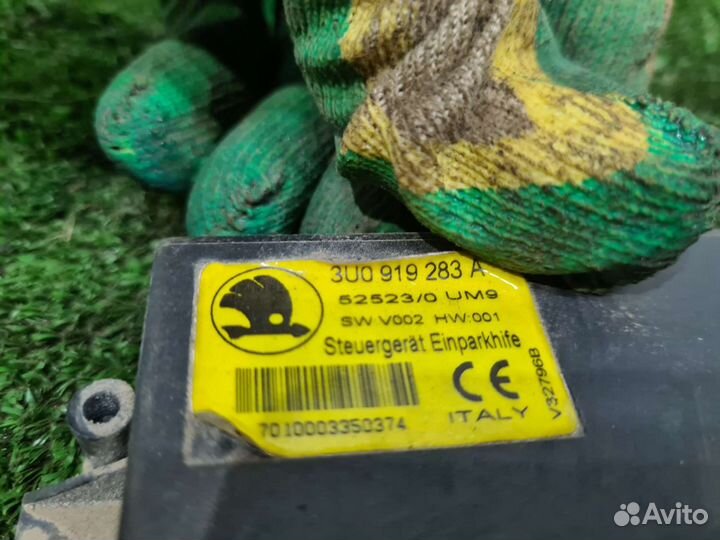 3U0 919 283 A
52523/0 UM9
SW:V002 HW:001
Steuergerät Einparkhife
7010003350374
CE
ITALY
V32796B
Avito